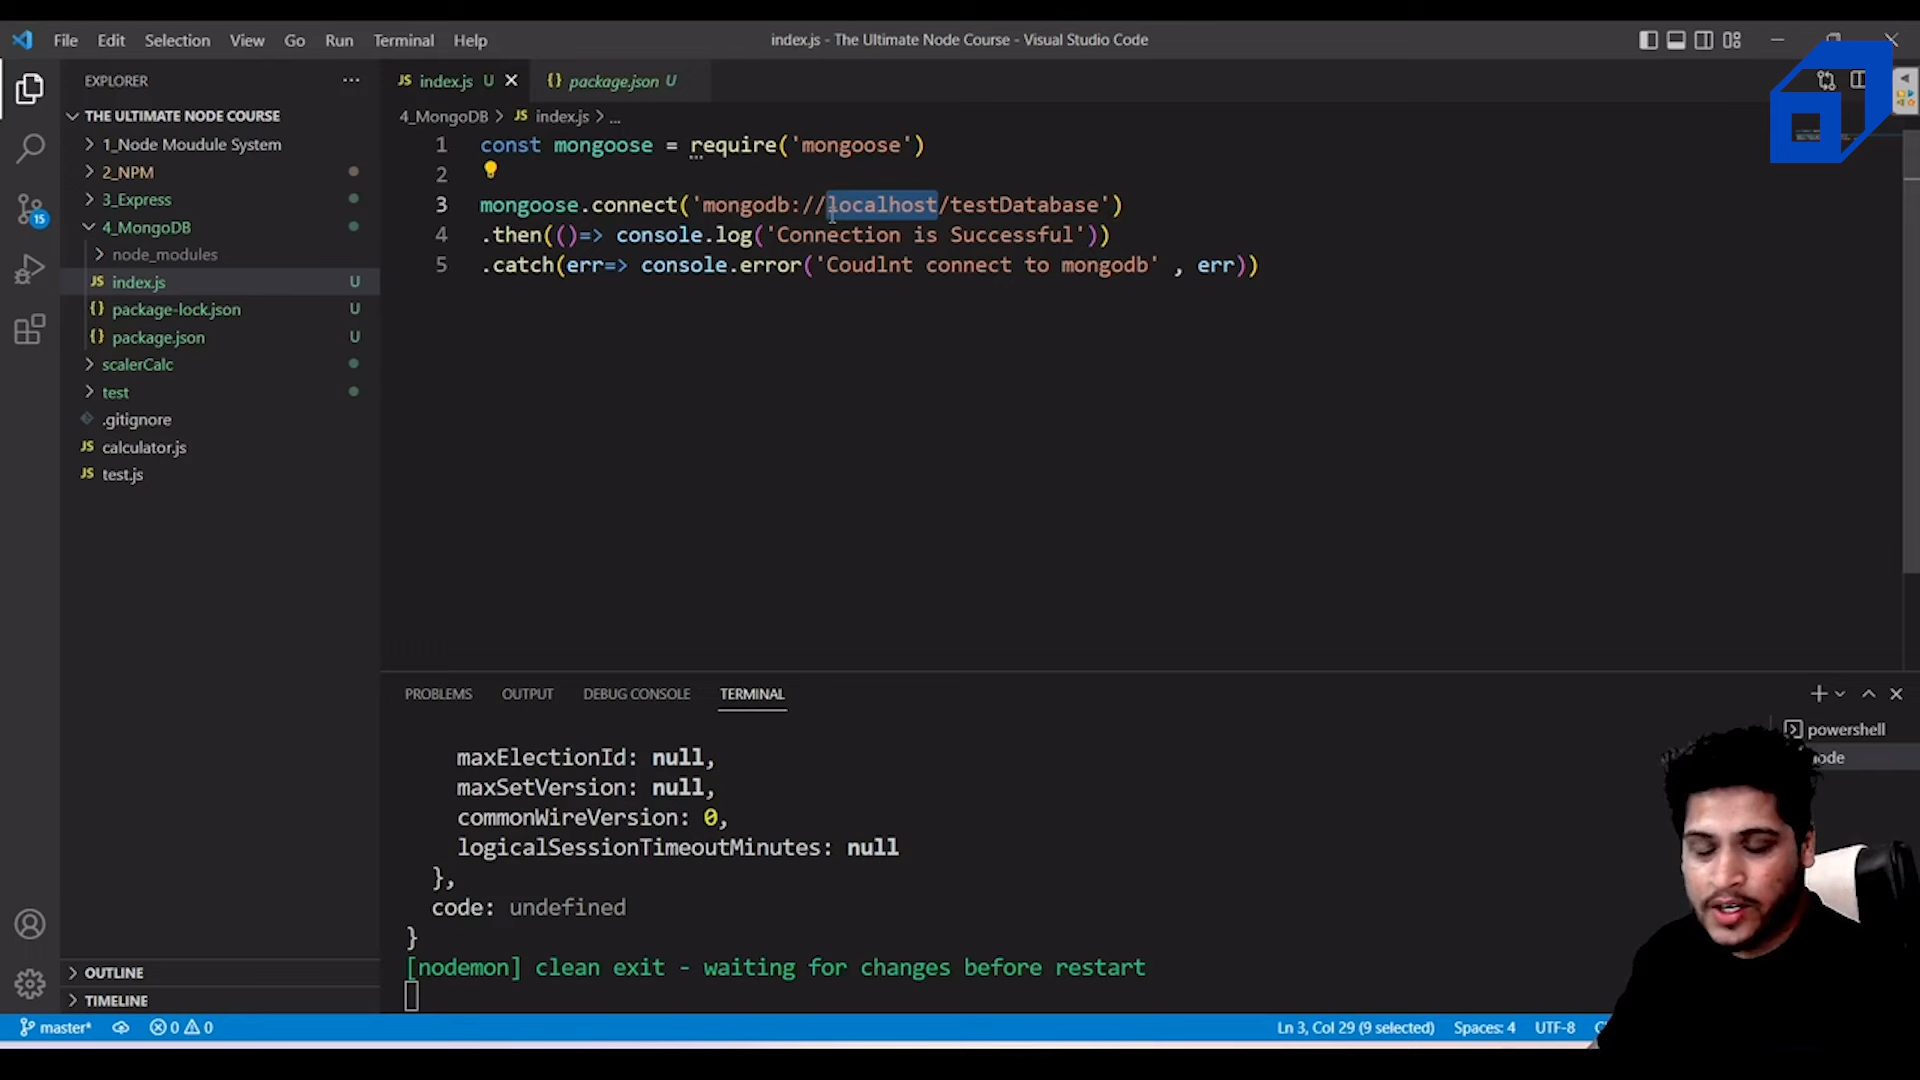 File Edit Selection View Go Run Terminal Help
index.js - The Ultimate Node Course - Visual Studio Code
EXPLORER
THE ULTIMATE NODE COURSE
1_Node Moudule System
2_NPM
3_Express
4_MongoDB
node_modules
JS index.js U
{} package-lock.json U
{} package.json U
scalerCalc
test
.gitignore
JS calculator.js
JS test.js
OUTLINE
TIMELINE
15
JS index.js U
{} package.json U
4_MongoDB > JS index.js > ...
1 const mongoose = require('mongoose')
2
3 mongoose.connect('mongodb://localhost/testDatabase')
4 .then(()=> console.log('Connection is Successful'))
5 .catch(err=> console.error('Coudlnt connect to mongodb' , err))
PROBLEMS OUTPUT DEBUG CONSOLE TERMINAL
powershell
maxElectionId: null,
maxSetVersion: null,
commonWireVersion: 0,
logicalSessionTimeoutMinutes: null
},
code: undefined
}
[nodemon] clean exit - waiting for changes before restart
master* 0 0 Ln 3, Col 29 (9 selected) Spaces: 4 UTF-8